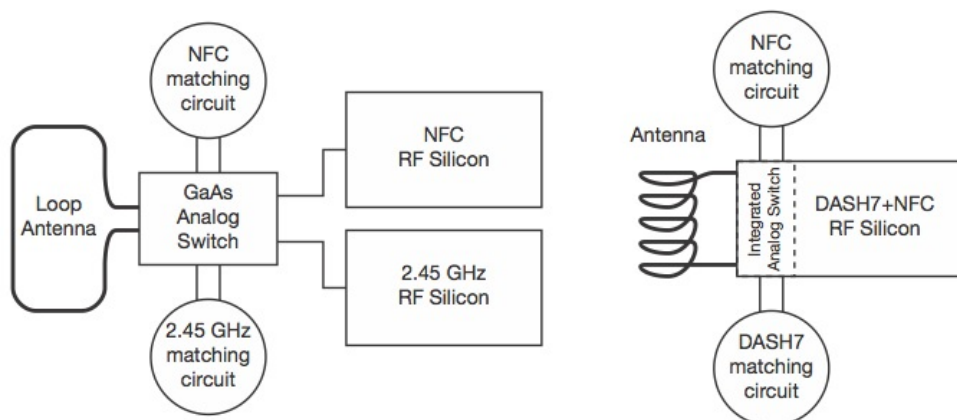 NFC
matching
circuit
Loop
Antenna
GaAs
Analog
Switch
NFC
RF Silicon
2.45 GHz
RF Silicon
2.45 GHz
matching
circuit
NFC
matching
circuit
Antenna
Integrated
Analog Switch
DASH7+NFC
RF Silicon
DASH7
matching
circuit